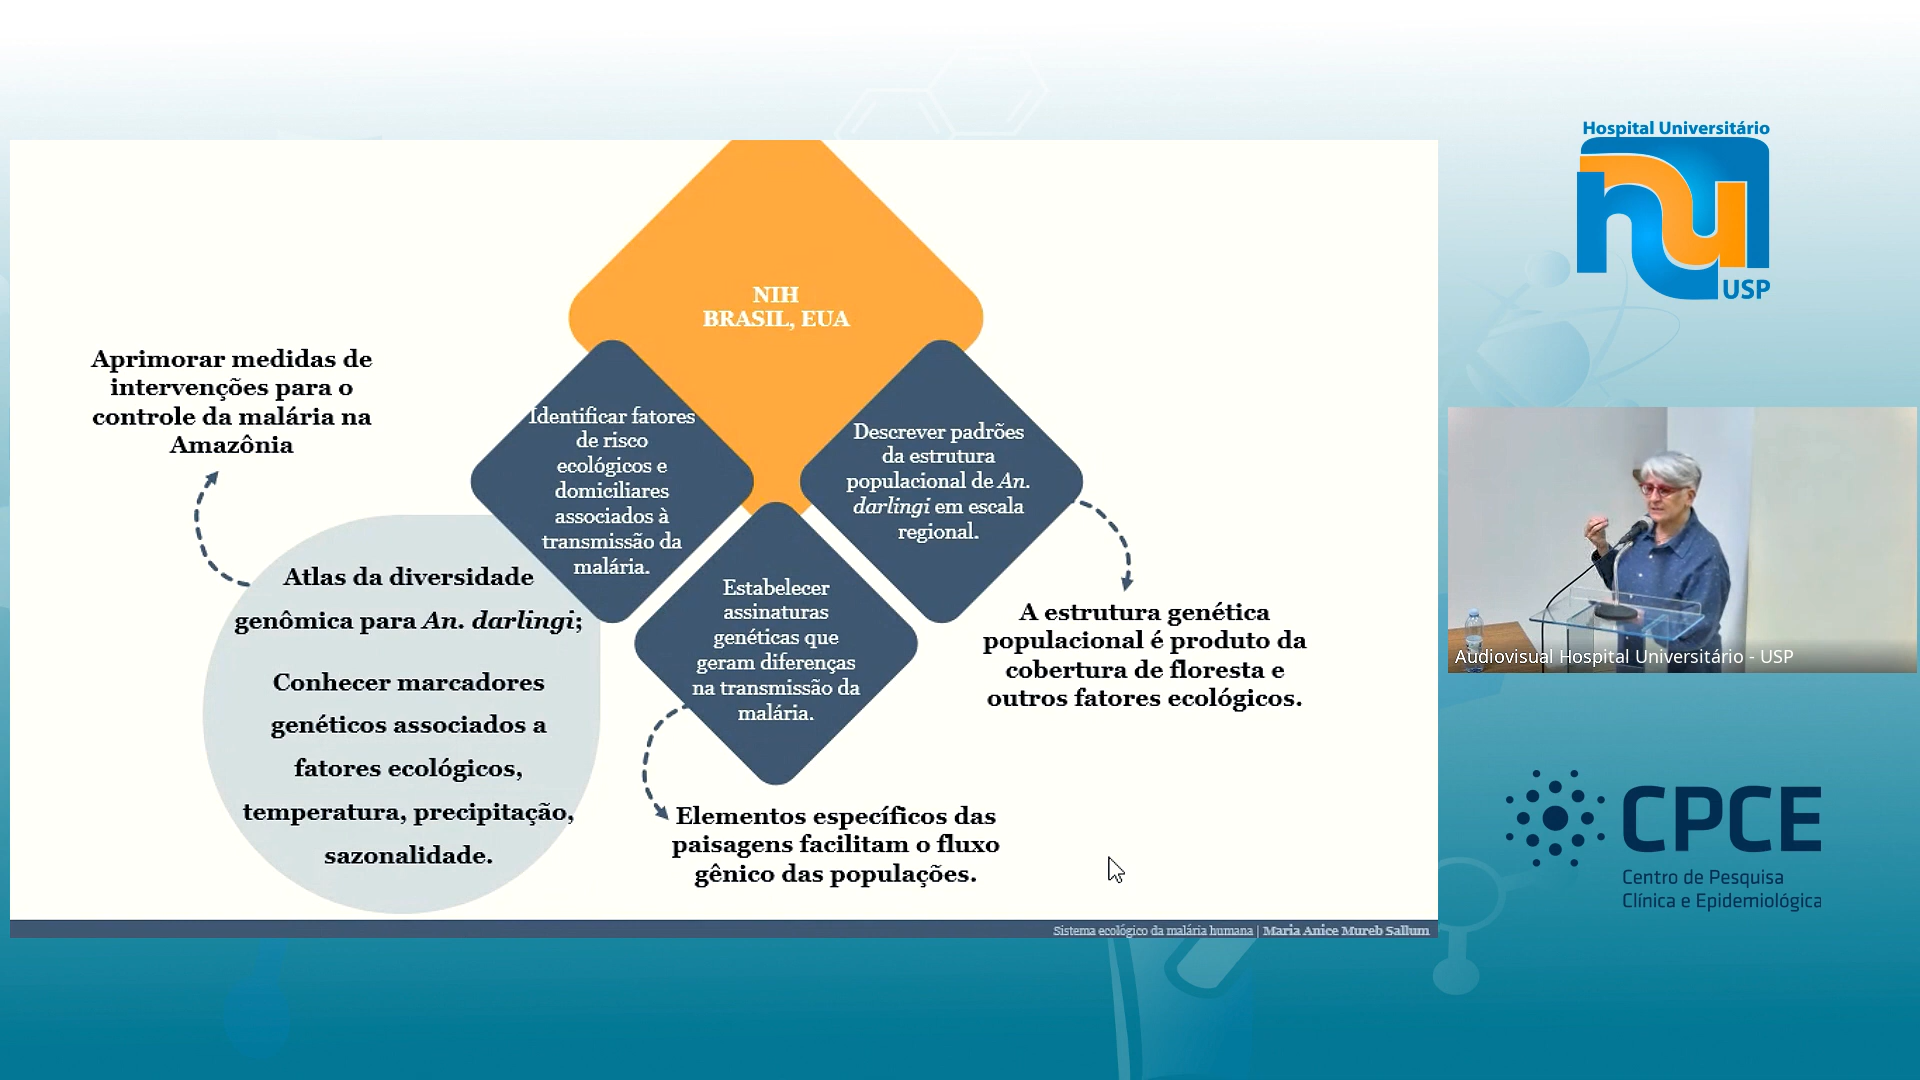 Hospital Universitário
USP
NIH
BRASIL, EUA
Aprimorar medidas de
intervenções para o
controle da malária na
Amazônia
Identificar fatores
de risco
ecológicos e
domiciliares
associados à
transmissão da
malária.
Descrever padrões
da estrutura
populacional de An.
darlingi em escala
regional.
Estabelecer
assinaturas
genéticas que
geram diferenças
na transmissão da
malária.
Atlas da diversidade
genômica para An. darlingi;
Conhecer marcadores
genéticos associados a
fatores ecológicos,
temperatura, precipitação,
sazonalidade.
A estrutura genética
populacional é produto da
cobertura de floresta e
outros fatores ecológicos.
Elementos específicos das
paisagens facilitam o fluxo
gênico das populações.
Sistema ecológico da malária humana | Maria Anice Mureb Sallum
Audiovisual Hospital Universitário - USP
CPCE
Centro de Pesquisa
Clínica e Epidemiológica